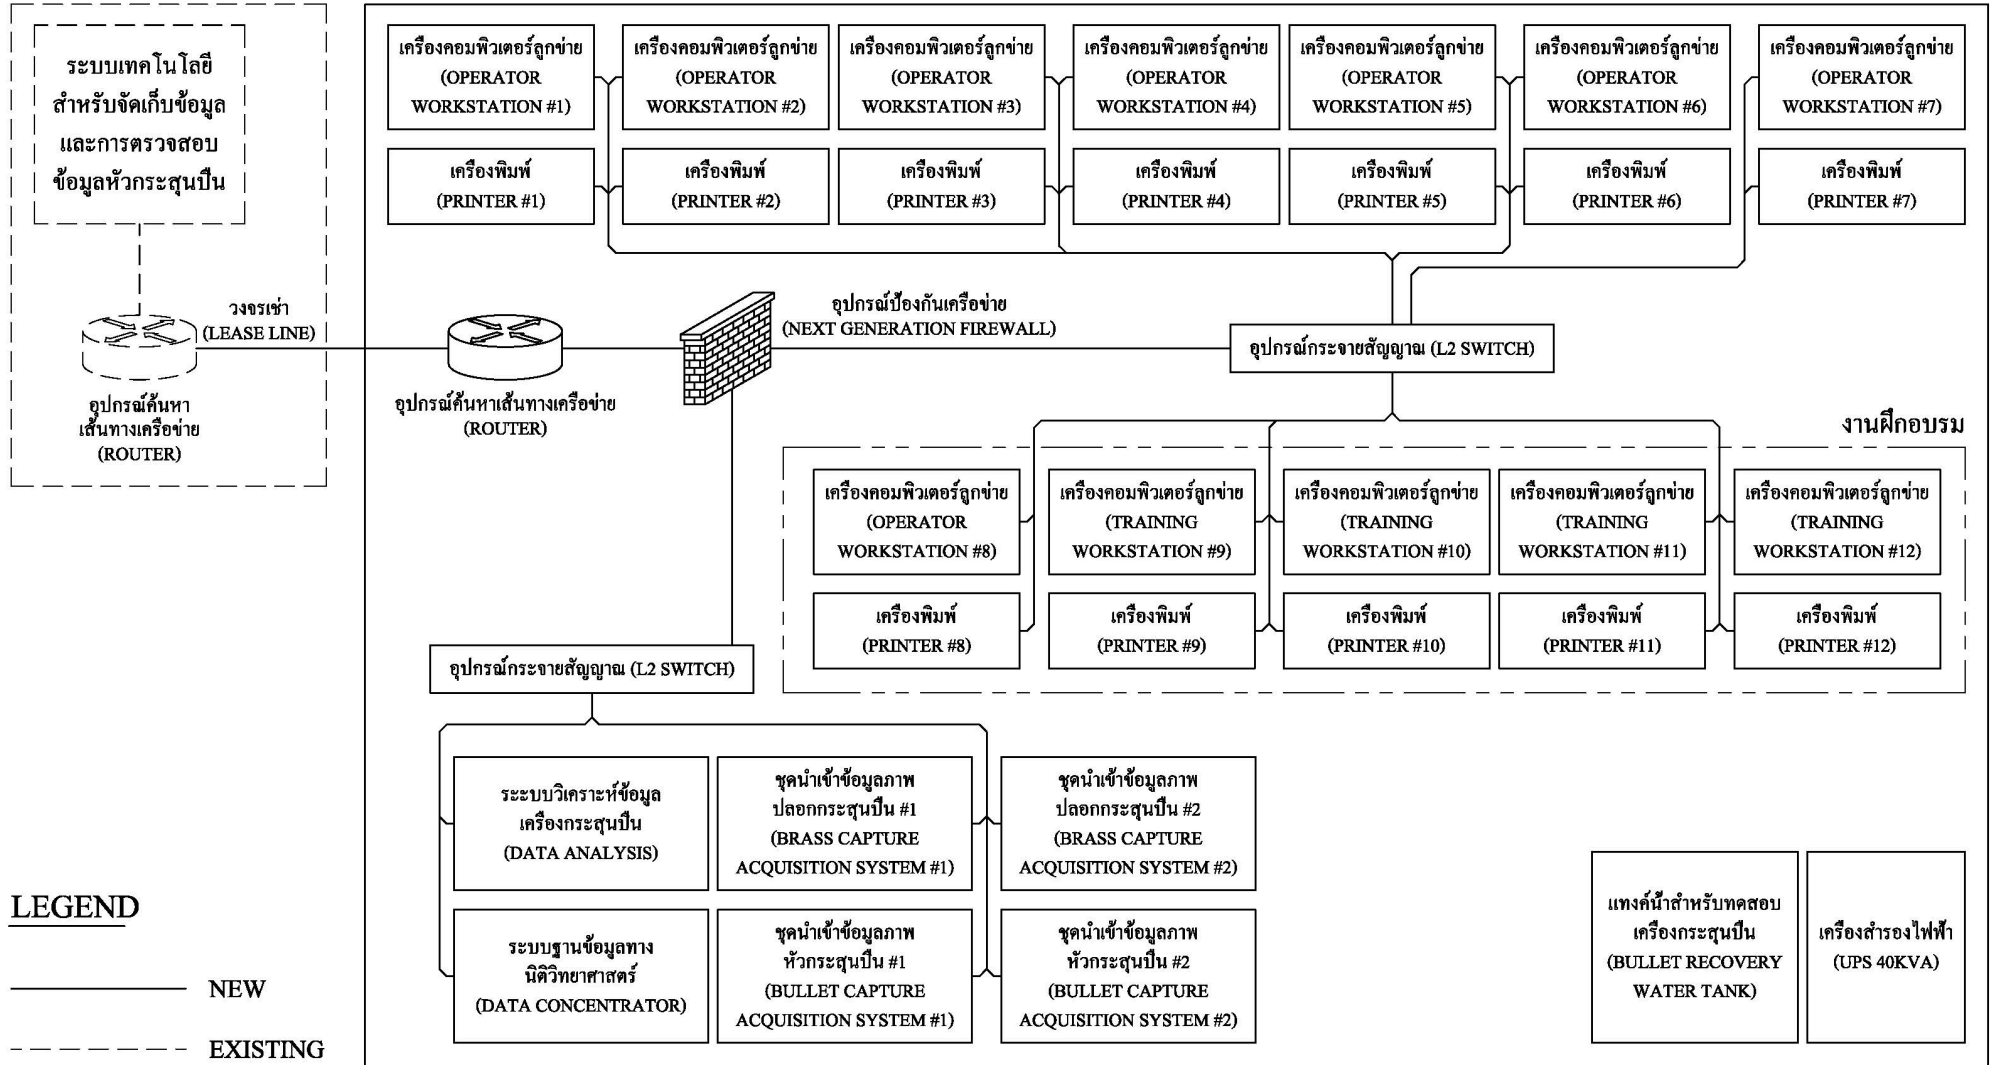 ระบบเทคโนโลยี
สำหรับจัดเก็บข้อมูล
และการตรวจสอบ
ข้อมูลหัวกระสุนปืน
วงจรเช่า
(LEASE LINE)
อุปกรณ์ค้นหา
เส้นทางเครือข่าย
(ROUTER)
เครื่องคอมพิวเตอร์ลูกข่าย
(OPERATOR
WORKSTATION #1)
เครื่องคอมพิวเตอร์ลูกข่าย
(OPERATOR
WORKSTATION #2)
เครื่องคอมพิวเตอร์ลูกข่าย
(OPERATOR
WORKSTATION #3)
เครื่องคอมพิวเตอร์ลูกข่าย
(OPERATOR
WORKSTATION #4)
เครื่องคอมพิวเตอร์ลูกข่าย
(OPERATOR
WORKSTATION #5)
เครื่องคอมพิวเตอร์ลูกข่าย
(OPERATOR
WORKSTATION #6)
เครื่องคอมพิวเตอร์ลูกข่าย
(OPERATOR
WORKSTATION #7)
เครื่องพิมพ์
(PRINTER #1)
เครื่องพิมพ์
(PRINTER #2)
เครื่องพิมพ์
(PRINTER #3)
เครื่องพิมพ์
(PRINTER #4)
เครื่องพิมพ์
(PRINTER #5)
เครื่องพิมพ์
(PRINTER #6)
เครื่องพิมพ์
(PRINTER #7)
อุปกรณ์ค้นหาเส้นทางเครือข่าย
(ROUTER)
อุปกรณ์ป้องกันเครือข่าย
(NEXT GENERATION FIREWALL)
อุปกรณ์กระจายสัญญาณ (L2 SWITCH)
งานฝึกอบรม
เครื่องคอมพิวเตอร์ลูกข่าย
(OPERATOR
WORKSTATION #8)
เครื่องคอมพิวเตอร์ลูกข่าย
(TRAINING
WORKSTATION #9)
เครื่องคอมพิวเตอร์ลูกข่าย
(TRAINING
WORKSTATION #10)
เครื่องคอมพิวเตอร์ลูกข่าย
(TRAINING
WORKSTATION #11)
เครื่องคอมพิวเตอร์ลูกข่าย
(TRAINING
WORKSTATION #12)
เครื่องพิมพ์
(PRINTER #8)
เครื่องพิมพ์
(PRINTER #9)
เครื่องพิมพ์
(PRINTER #10)
เครื่องพิมพ์
(PRINTER #11)
เครื่องพิมพ์
(PRINTER #12)
อุปกรณ์กระจายสัญญาณ (L2 SWITCH)
ระะบบวิเคราะห์ข้อมูล
เครื่องกระสุนปืน
(DATA ANALYSIS)
ชุดนำเข้าข้อมูลภาพ
ปลอกกระสุนปืน #1
(BRASS CAPTURE
ACQUISITION SYSTEM #1)
ชุดนำเข้าข้อมูลภาพ
ปลอกกระสุนปืน #2
(BRASS CAPTURE
ACQUISITION SYSTEM #2)
ระบบฐานข้อมูลทาง
นิติวิทยาศาสตร์
(DATA CONCENTRATOR)
ชุดนำเข้าข้อมูลภาพ
หัวกระสุนปืน #1
(BULLET CAPTURE
ACQUISITION SYSTEM #1)
ชุดนำเข้าข้อมูลภาพ
หัวกระสุนปืน #2
(BULLET CAPTURE
ACQUISITION SYSTEM #2)
แทงค์น้ำสำหรับทดสอบ
เครื่องกระสุนปืน
(BULLET RECOVERY
WATER TANK)
เครื่องสำรองไฟฟ้า
(UPS 40KVA)
LEGEND
NEW
EXISTING